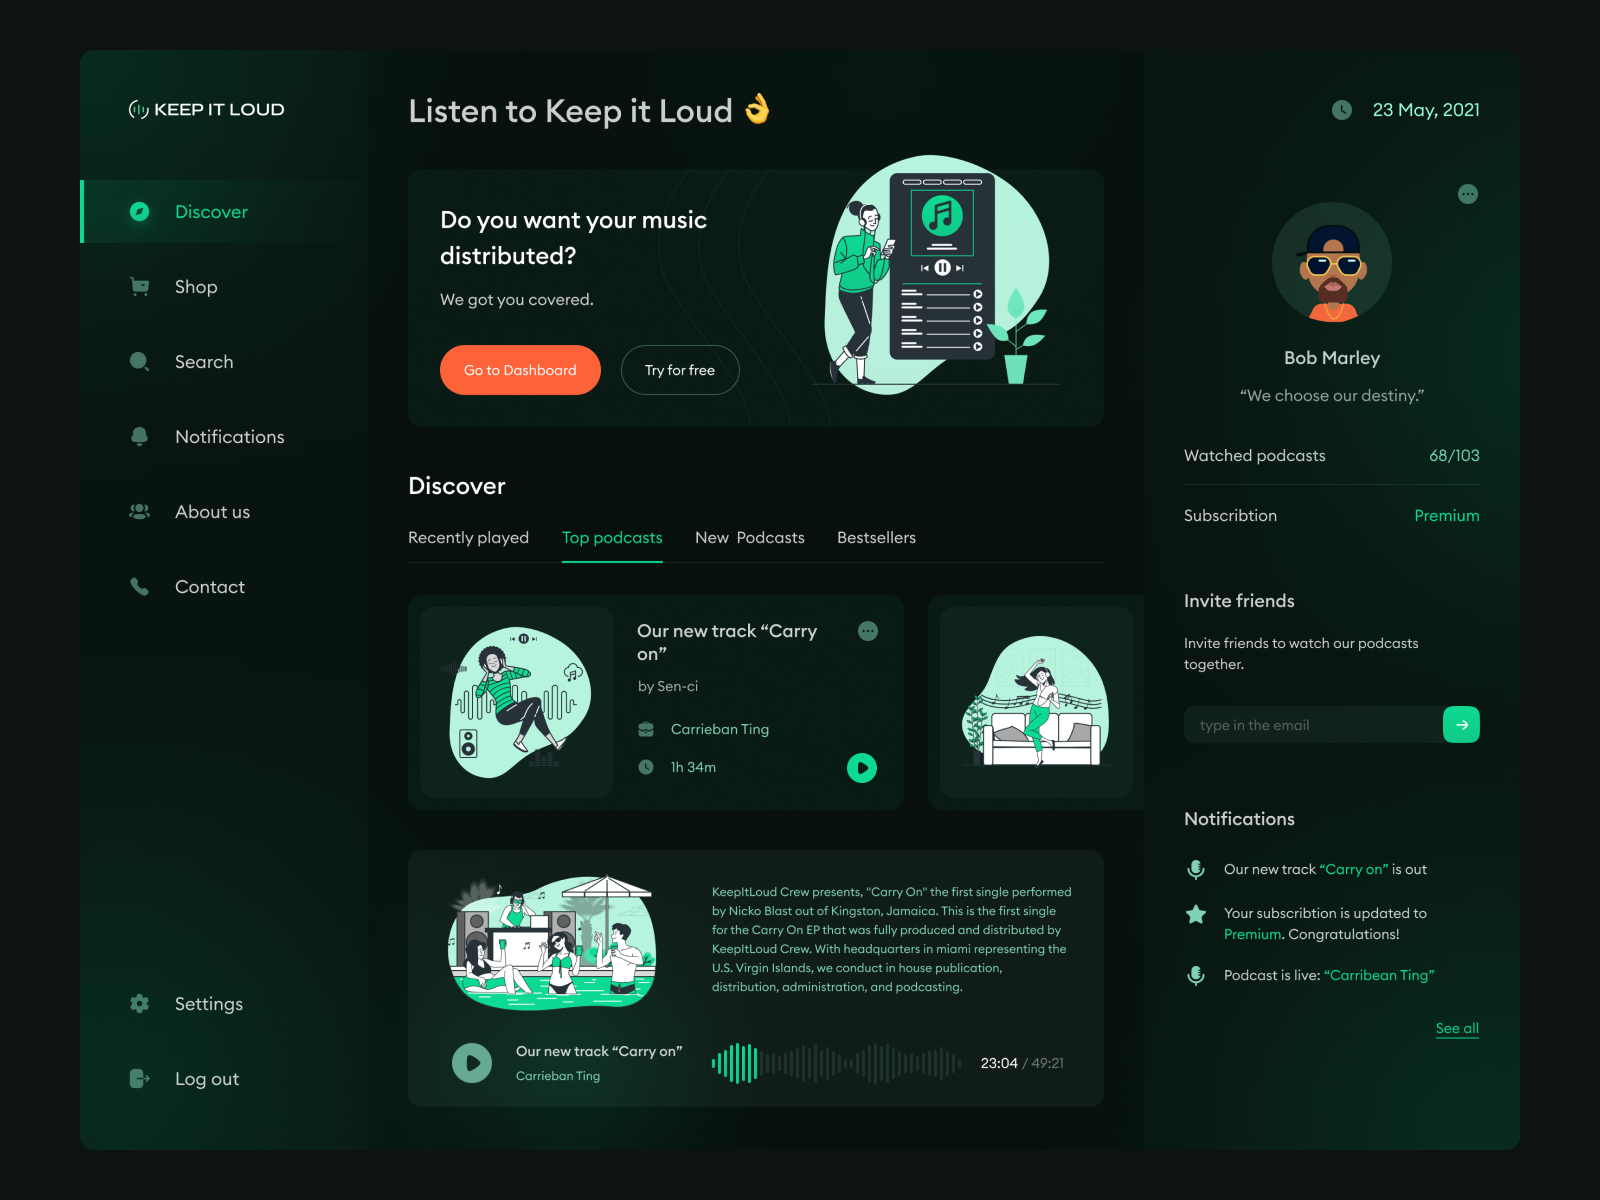 KEEP IT LOUD
Discover
Shop
Search
Notifications
About us
Contact
Settings
Log out
Listen to Keep it Loud 👌
Do you want your music
distributed?
We got you covered.
Go to Dashboard
Try for free
Discover
Recently played
Top podcasts
New Podcasts
Bestsellers
Our new track “Carry
on”
by Sen-ci
Carrieban Ting
1h 34m
KeepItLoud Crew presents, "Carry On" the first single performed
by Nicko Blast out of Kingston, Jamaica. This is the first single
for the Carry On EP that was fully produced and distributed by
KeepItLoud Crew. With headquarters in miami representing the
U.S. Virgin Islands, we conduct in house publication,
distribution, administration, and podcasting.
Our new track “Carry on”
Carrieban Ting
23:04 / 49:21
23 May, 2021
Bob Marley
“We choose our destiny.”
Watched podcasts 68/103
Subscribtion Premium
Invite friends
Invite friends to watch our podcasts
together.
type in the email
Notifications
Our new track “Carry on” is out
Your subscribtion is updated to
Premium. Congratulations!
Podcast is live: “Carribean Ting”
See all